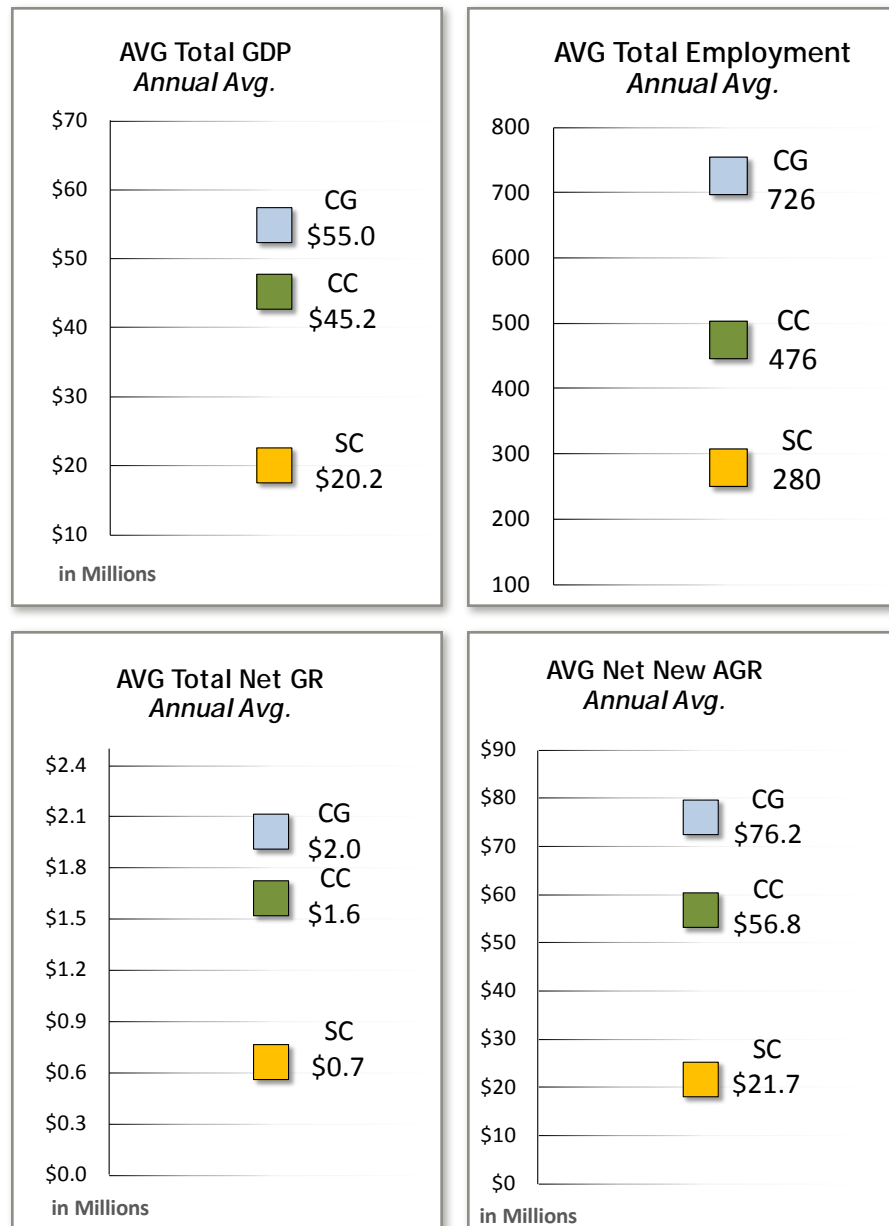 AVG Total GDP
Annual Avg.
$70
$60
$50
$40
$30
$20
$10
CG
$55.0
CC
$45.2
SC
$20.2
in Millions
AVG Total Employment
Annual Avg.
800
700
600
500
400
300
200
100
CG
726
CC
476
SC
280
AVG Total Net GR
Annual Avg.
$2.4
$2.1
$1.8
$1.5
$1.2
$0.9
$0.6
$0.3
$0.0
CG
$2.0
CC
$1.6
SC
$0.7
in Millions
AVG Net New AGR
Annual Avg.
$90
$80
$70
$60
$50
$40
$30
$20
$10
$0
CG
$76.2
CC
$56.8
SC
$21.7
in Millions